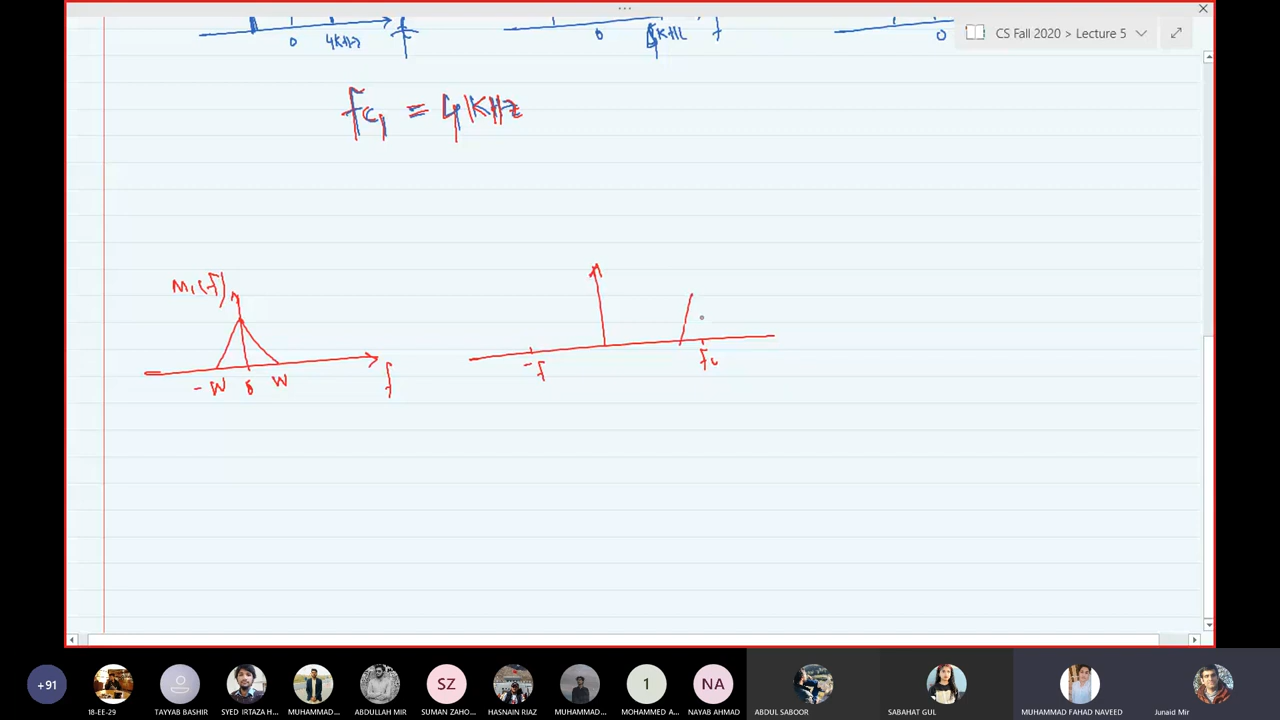 CS Fall 2020 > Lecture 5
0 4KHz f
0 4KHz f
0
fc1 = 4KHz
M1(f)
-W 0 W f
-f fc
+91
18-EE-29
TAYYAB BASHIR
SYED IRTAZA H...
MUHAMMAD...
ABDULLAH MIR
SZ
SUMAN ZAHO...
HASNAIN RIAZ
MUHAMMAD...
1
MOHAMMED A...
NA
NAYAB AHMAD
ABDUL SABOOR
SABAHAT GUL
MUHAMMAD FAHAD NAVEED
Junaid Mir